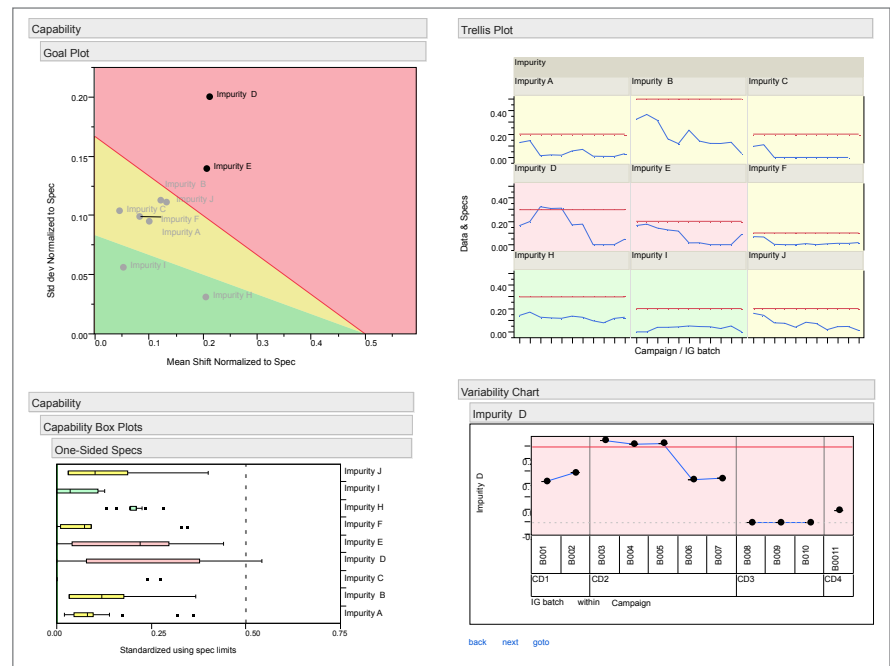 Capability
Goal Plot
0.20
0.15
0.10
0.05
0.00
Std dev Normalized to Spec
Impurity D
Impurity E
Impurity B
Impurity J
Impurity C
Impurity F
Impurity A
Impurity I
Impurity H
0.0 0.1 0.2 0.3 0.4 0.5
Mean Shift Normalized to Spec
Trellis Plot
Impurity
Impurity A Impurity B Impurity C
0.40
0.20
0.00
Impurity D Impurity E Impurity F
0.40
0.20
0.00
Impurity H Impurity I Impurity J
0.40
0.20
0.00
Data & Specs
Campaign / IG batch
Capability
Capability Box Plots
One-Sided Specs
Impurity J
Impurity I
Impurity H
Impurity F
Impurity E
Impurity D
Impurity C
Impurity B
Impurity A
0.00 0.25 0.50 0.75
Standardized using spec limits
Variability Chart
Impurity D
Impurity D
B001 B002 B003 B004 B005 B006 B007 B008 B009 B010 B0011
CD1 CD2 CD3 CD4
IG batch within Campaign
back next goto